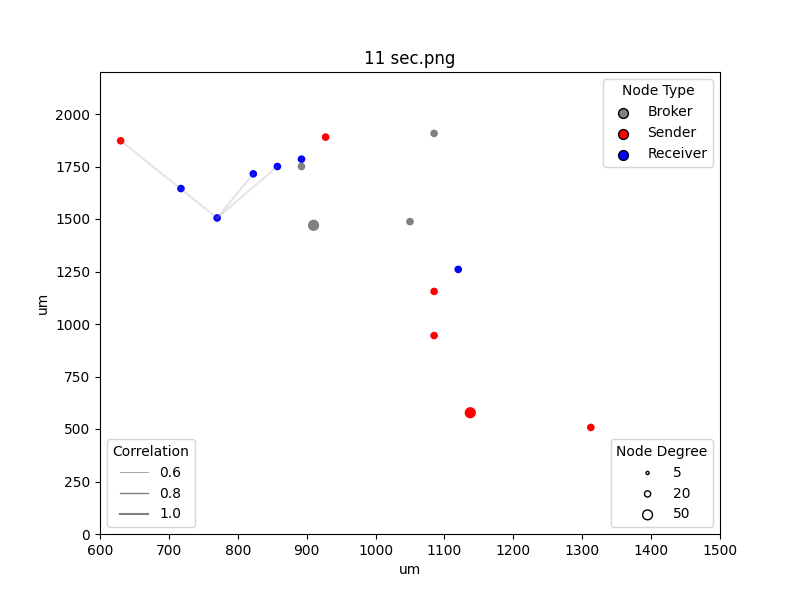 11 sec.png
Node Type
Broker
Sender
Receiver
2000
1750
1500
1250
1000
750
500
250
0
um
Correlation
0.6
0.8
1.0
Node Degree
5
20
50
600 700 800 900 1000 1100 1200 1300 1400 1500
um